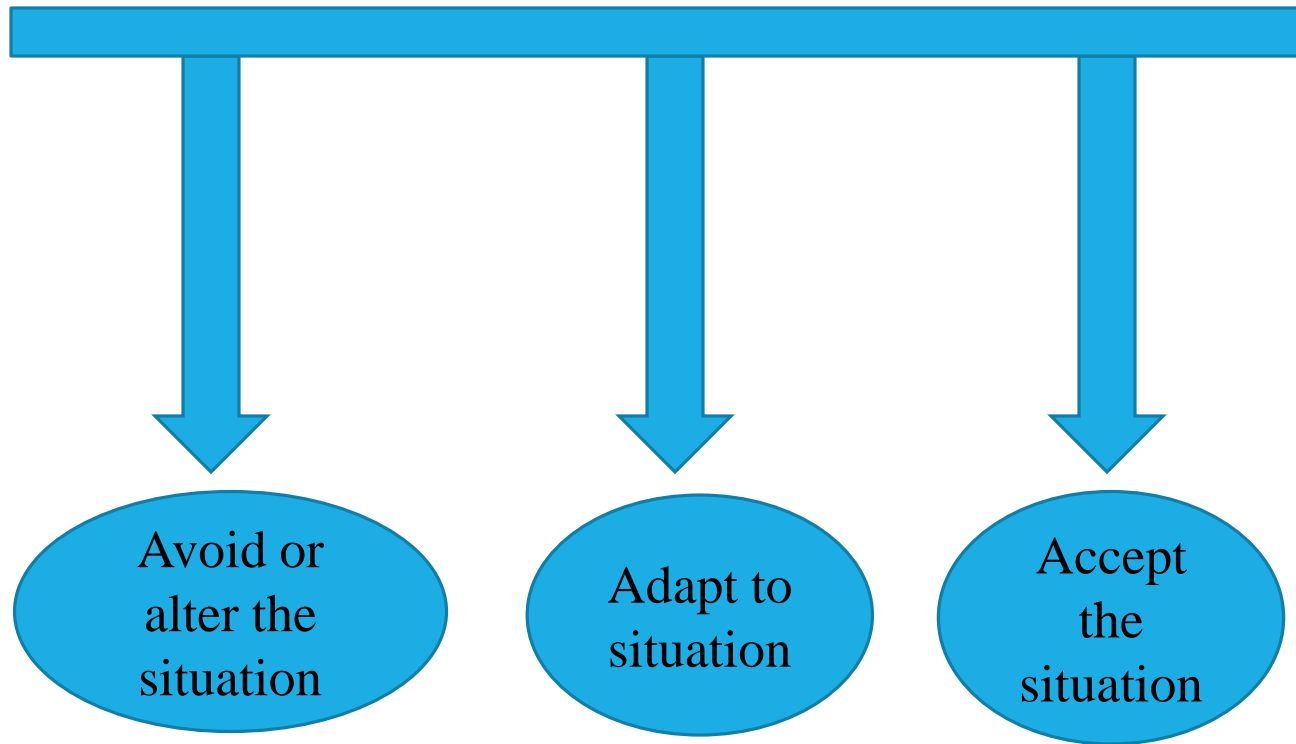 Avoid or
alter the
situation
Adapt to
situation
Accept
the
situation